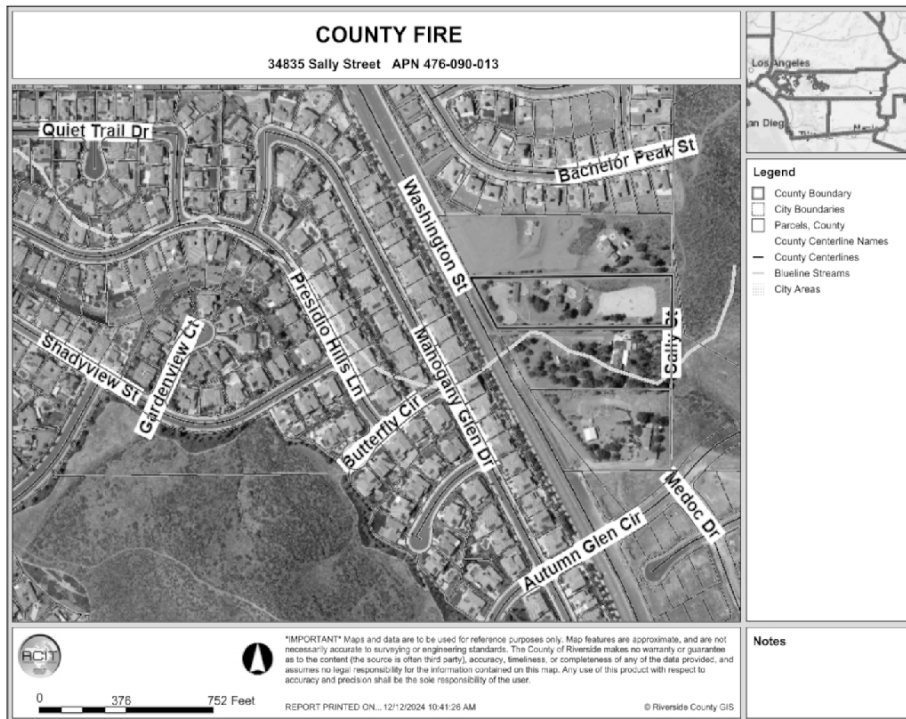 COUNTY FIRE
34835 Sally Street APN 476-090-013
Quiet Trail Dr
Bachelor Peak St
Washington St
Presidio Hills Ln
Mahogany Glen Dr
Sally St
Shadyview St
Gardenview Ct
Butterfly Cir
Medoc Dr
Autumn Glen Cir
Los Angeles
Legend
County Boundary
City Boundaries
Parcels, County
County Centerline Names
County Centerlines
Blueline Streams
City Areas
RCIT
0 376 752 Feet
*IMPORTANT* Maps and data are to be used for reference purposes only. Map features are approximate, and are not
necessarily accurate to surveying or engineering standards. The County of Riverside makes no warranty or guarantee
as to the content (the source is often third party), accuracy, timeliness, or completeness of any of the data provided, and
assumes no legal responsibility for the information contained on this map. Any use of this product with respect to
accuracy and precision shall be the sole responsibility of the user.
REPORT PRINTED ON... 12/12/2024 10:41:26 AM
© Riverside County GIS
Notes